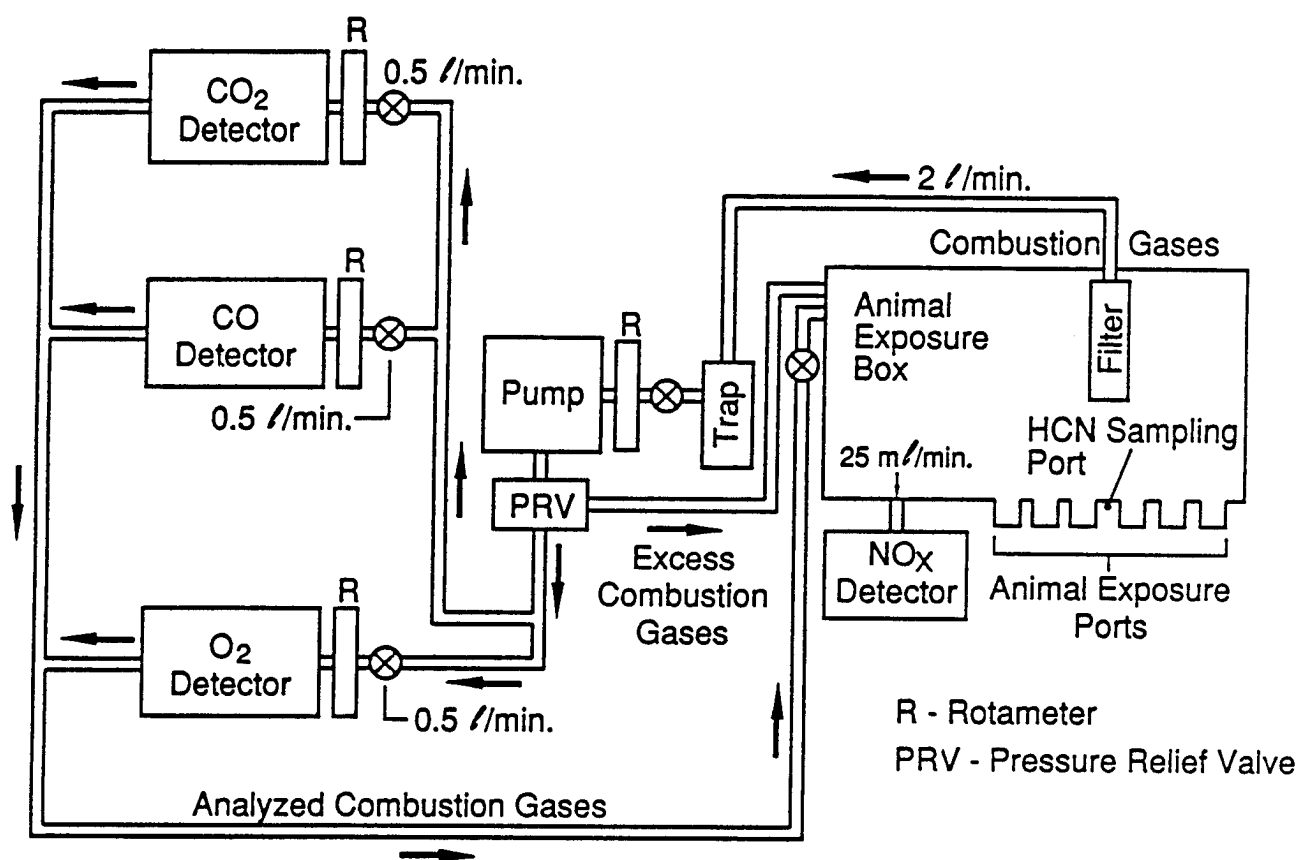 R
0.5 ℓ/min.
CO₂
Detector
2 ℓ/min.
Combustion Gases
R
CO
Detector
0.5 ℓ/min.
R
Pump
Trap
Animal
Exposure
Box
Filter
HCN Sampling
Port
25 mℓ/min.
PRV
Excess
Combustion
Gases
NOX
Detector
Animal Exposure
Ports
R
O₂
Detector
0.5 ℓ/min.
R - Rotameter
PRV - Pressure Relief Valve
Analyzed Combustion Gases